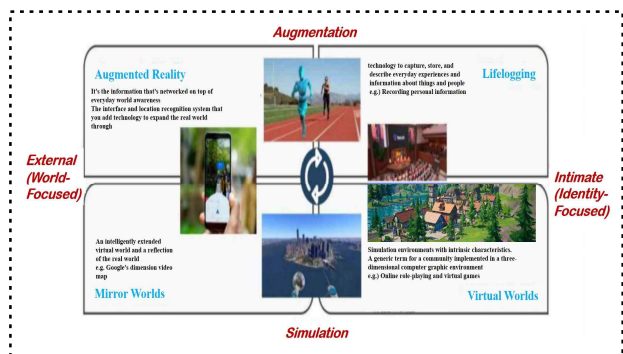 Augmentation
Augmented Reality
It's the information that's networked on top of
everyday world awareness
The interface and location recognition system that
you add technology to expand the real world
through
technology to capture, store, and
describe everyday experiences and
information about things and people
e.g.) Recording personal information
Lifelogging
External
(World-
Focused)
Intimate
(Identity-
Focused)
An intelligently extended
virtual world and a reflection
of the real world
e.g. Google's dimension video
map
Mirror Worlds
Simulation environments with intrinsic characteristics.
A generic term for a community implemented in a three-
dimensional computer graphic environment
e.g.) Online role-playing and virtual games
Virtual Worlds
Simulation